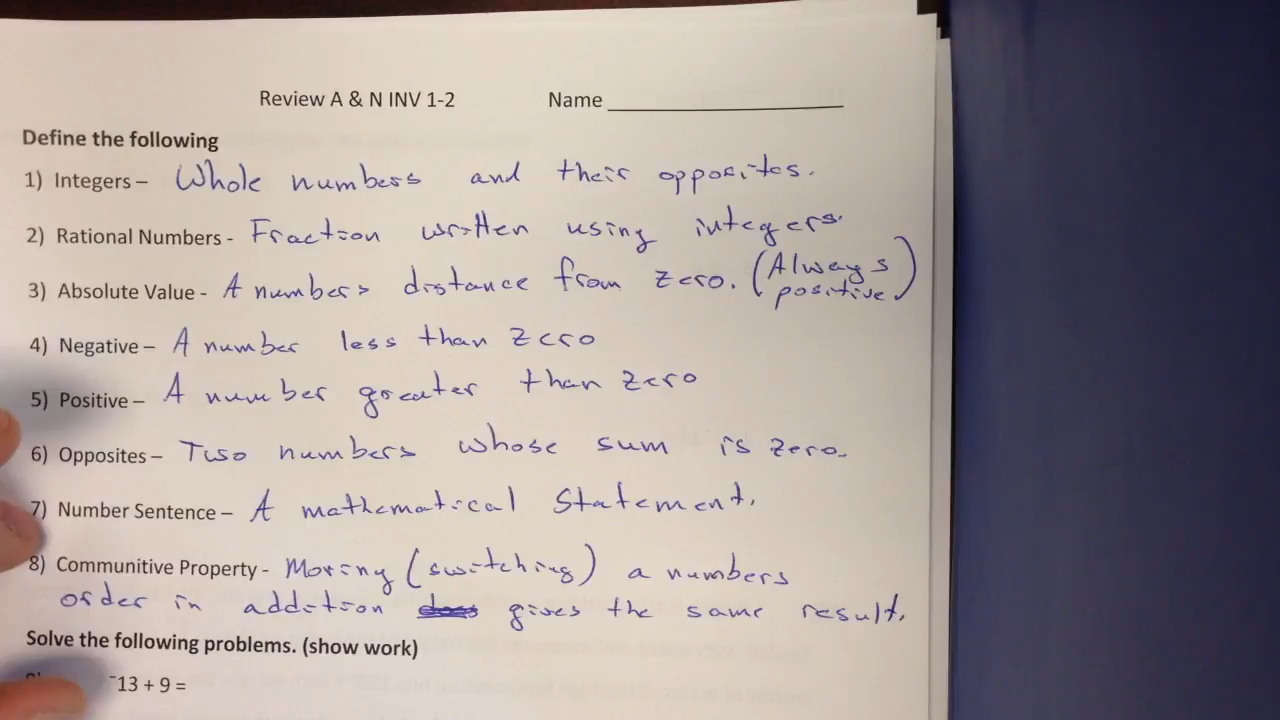 Review A & N INV 1-2 Name
Define the following
1) Integers – Whole numbers and their opposites.
2) Rational Numbers - Fraction written using integers.
3) Absolute Value - A numbers distance from zero. (Always positive)
4) Negative – A number less than zero
5) Positive – A number greater than zero
6) Opposites – Two numbers whose sum is zero.
7) Number Sentence – A mathematical statement.
8) Communitive Property - Moving (switching) a numbers
order in addition gives the same result.
Solve the following problems. (show work)
⁻13 + 9 =